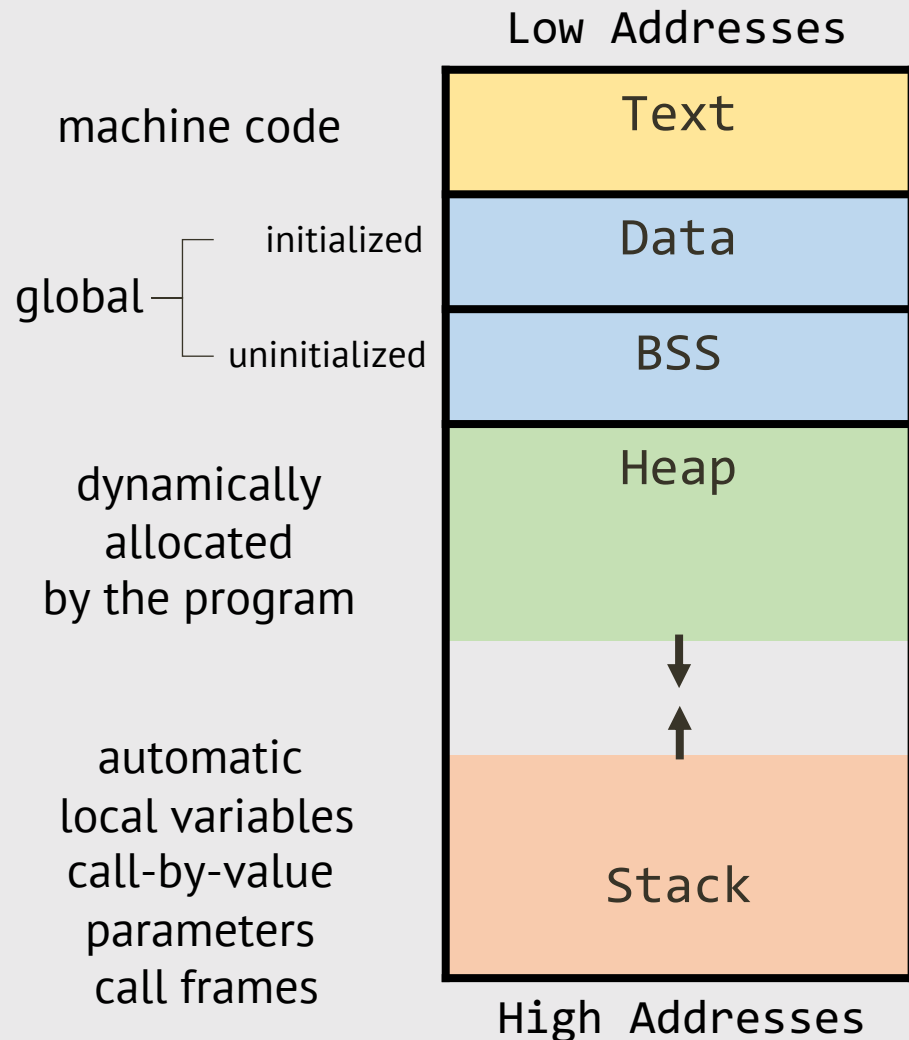 Low Addresses
machine code
Text
initialized
Data
global
uninitialized
BSS
Heap
dynamically
allocated
by the program
automatic
local variables
call-by-value
parameters
call frames
Stack
High Addresses